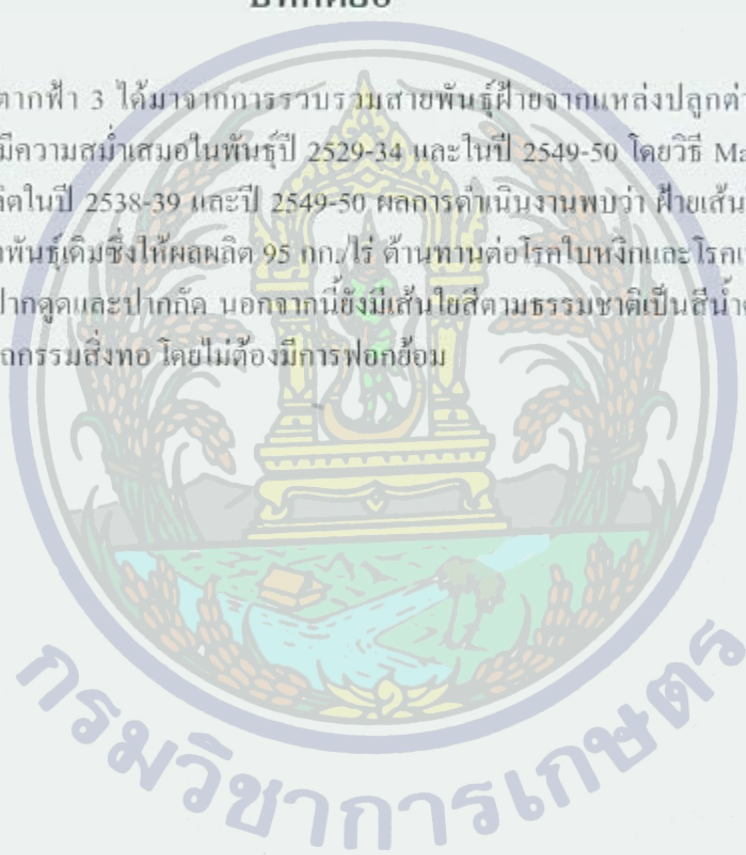 บทคัดย่อ
ตากฟ้า 3 ได้มาจากการรวบรวมสายพันธุ์ฝ้ายจากแหล่งปลูกต่
มีความสม่ำเสมอในพันธุ์ปี 2529-34 และในปี 2549-50 โดยวิธี Ma
ในปี 2538-39 และปี 2549-50 ผลการดำเนินงานพบว่า ฝ้ายเส้น
พันธุ์เดิมซึ่งให้ผลผลิต 95 กก./ไร่ ต้านทานต่อโรคใบหงิกและโรค
ปากดูดและปากกัด นอกจากนี้ยังมีเส้นใยสีตามธรรมชาติเป็นสีน้ำ
กรรมสิ่งทอ โดยไม่ต้องมีการฟอกย้อม
กรมวิชาการเกษตร